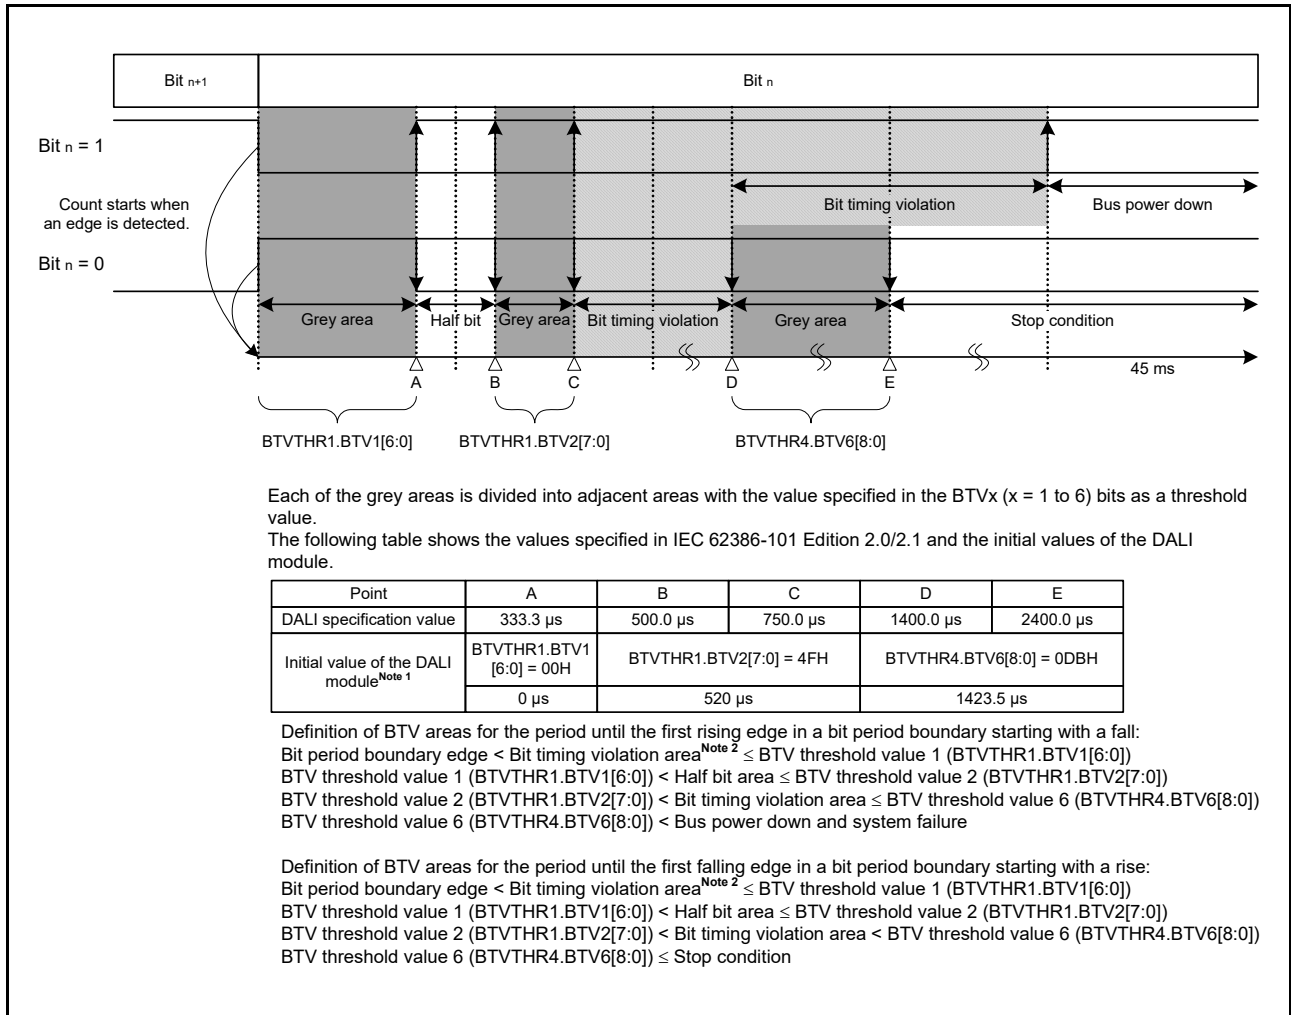 Bit n+1
Bit n
Bit n = 1
Count starts when
an edge is detected.
Bit timing violation
Bus power down
Bit n = 0
Grey area
Half bit
Grey area
Bit timing violation
Grey area
Stop condition
45 ms
A
B
C
D
E
BTVTHR1.BTV1[6:0]
BTVTHR1.BTV2[7:0]
BTVTHR4.BTV6[8:0]
Each of the grey areas is divided into adjacent areas with the value specified in the BTVx (x = 1 to 6) bits as a threshold
value.
The following table shows the values specified in IEC 62386-101 Edition 2.0/2.1 and the initial values of the DALI
module.
Point A B C D E
DALI specification value 333.3 µs 500.0 µs 750.0 µs 1400.0 µs 2400.0 µs
Initial value of the DALI
module Note 1
BTVTHR1.BTV1
[6:0] = 00H
BTVTHR1.BTV2[7:0] = 4FH
BTVTHR4.BTV6[8:0] = 0DBH
0 µs 520 µs 1423.5 µs
Definition of BTV areas for the period until the first rising edge in a bit period boundary starting with a fall:
Bit period boundary edge < Bit timing violation area Note 2 ≤ BTV threshold value 1 (BTVTHR1.BTV1[6:0])
BTV threshold value 1 (BTVTHR1.BTV1[6:0]) < Half bit area ≤ BTV threshold value 2 (BTVTHR1.BTV2[7:0])
BTV threshold value 2 (BTVTHR1.BTV2[7:0]) < Bit timing violation area ≤ BTV threshold value 6 (BTVTHR4.BTV6[8:0])
BTV threshold value 6 (BTVTHR4.BTV6[8:0]) < Bus power down and system failure
Definition of BTV areas for the period until the first falling edge in a bit period boundary starting with a rise:
Bit period boundary edge < Bit timing violation area Note 2 ≤ BTV threshold value 1 (BTVTHR1.BTV1[6:0])
BTV threshold value 1 (BTVTHR1.BTV1[6:0]) < Half bit area ≤ BTV threshold value 2 (BTVTHR1.BTV2[7:0])
BTV threshold value 2 (BTVTHR1.BTV2[7:0]) < Bit timing violation area < BTV threshold value 6 (BTVTHR4.BTV6[8:0])
BTV threshold value 6 (BTVTHR4.BTV6[8:0]) ≤ Stop condition